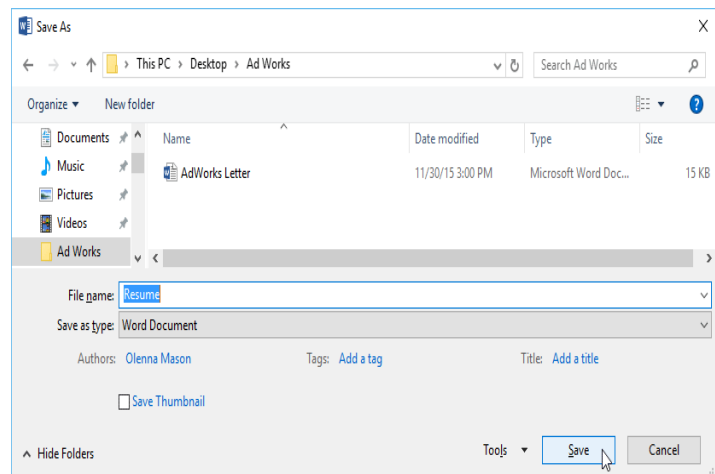 Save As
This PC > Desktop > Ad Works
Search Ad Works
Organize
New folder
Name
Date modified
Type
Size
Documents
Music
AdWorks Letter
11/30/15 3:00 PM
Microsoft Word Doc...
15 KB
Pictures
Videos
Ad Works
File name: Resume
Save as type: Word Document
Authors: Olenna Mason
Tags: Add a tag
Title: Add a title
Save Thumbnail
Hide Folders
Tools
Save
Cancel